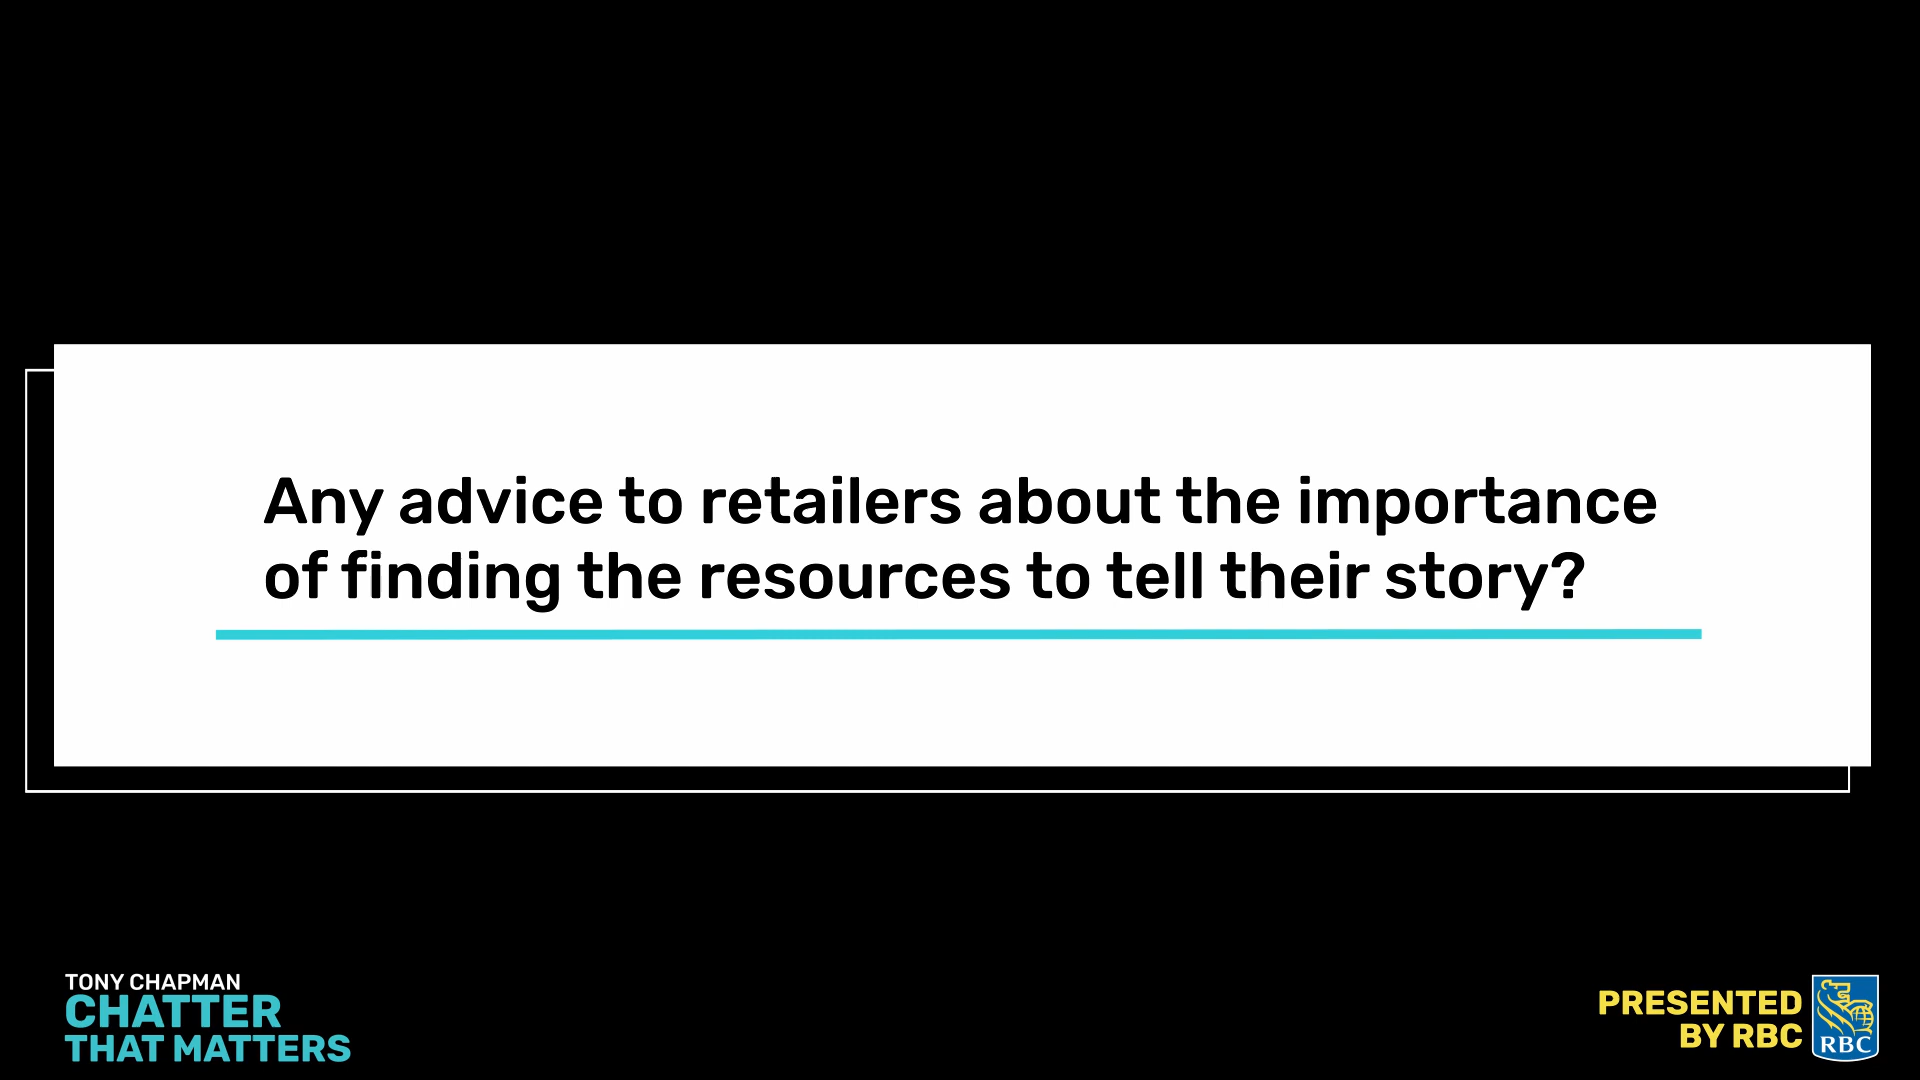 Any advice to retailers about the importance
of finding the resources to tell their story?
TONY CHAPMAN
CHATTER
THAT MATTERS
PRESENTED
BY RBC
RBC